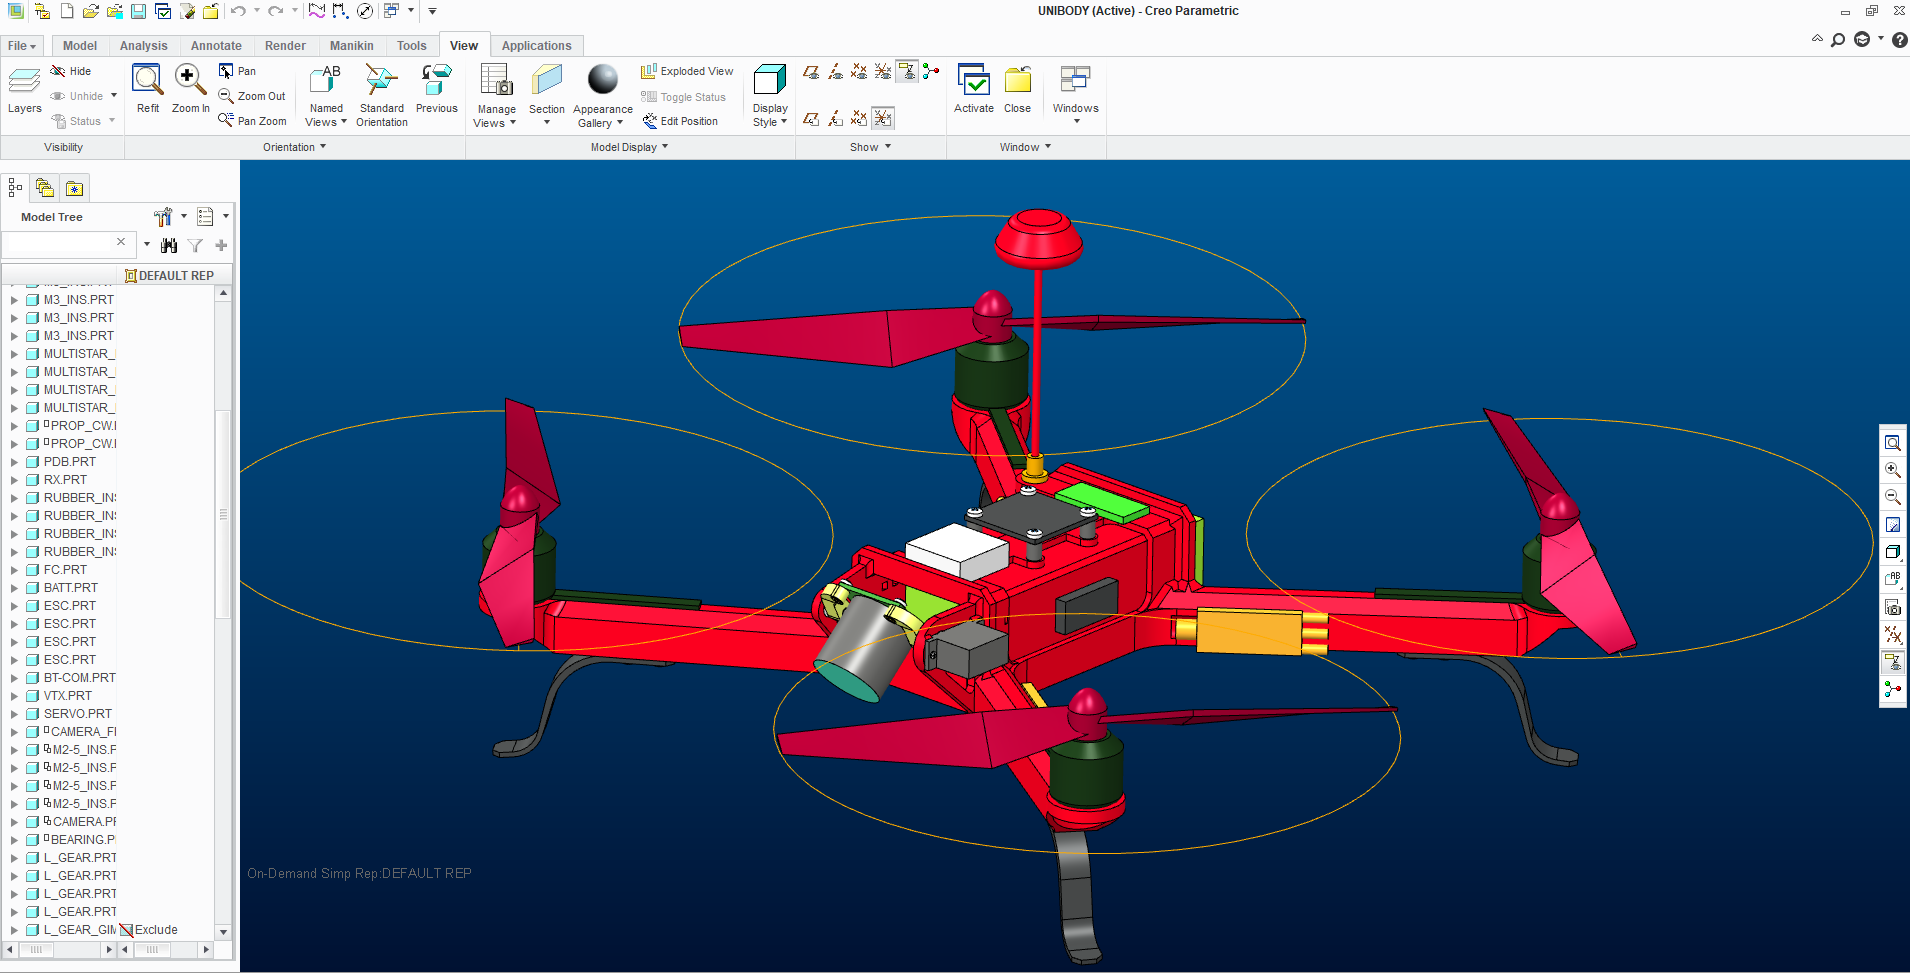 UNIBODY (Active) - Creo Parametric
File Model Analysis Annotate Render Manikin Tools View Applications
Layers
Hide
Unhide
Status
Visibility
Refit
Zoom In
Pan
Zoom Out
Pan Zoom
Named Views
Standard Orientation
Previous
Orientation
Manage Views
Section
Appearance Gallery
Exploded View
Toggle Status
Edit Position
Model Display
Display Style
Show
Activate
Close
Windows
Window
Model Tree
DEFAULT REP
M3_INS.PRT
M3_INS.PRT
M3_INS.PRT
MULTISTAR_
MULTISTAR_
MULTISTAR_
MULTISTAR_
PROP_CW.
PROP_CW.
PDB.PRT
RX.PRT
RUBBER_INS
RUBBER_INS
RUBBER_INS
RUBBER_INS
FC.PRT
BATT.PRT
ESC.PRT
ESC.PRT
ESC.PRT
ESC.PRT
BT-COM.PRT
VTX.PRT
SERVO.PRT
CAMERA_F
M2-5_INS.F
M2-5_INS.F
M2-5_INS.F
M2-5_INS.F
CAMERA.PF
BEARING.P
L_GEAR.PRT
L_GEAR.PRT
L_GEAR.PRT
L_GEAR.PRT
L_GEAR_GIM Exclude
On-Demand Simp Rep:DEFAULT REP